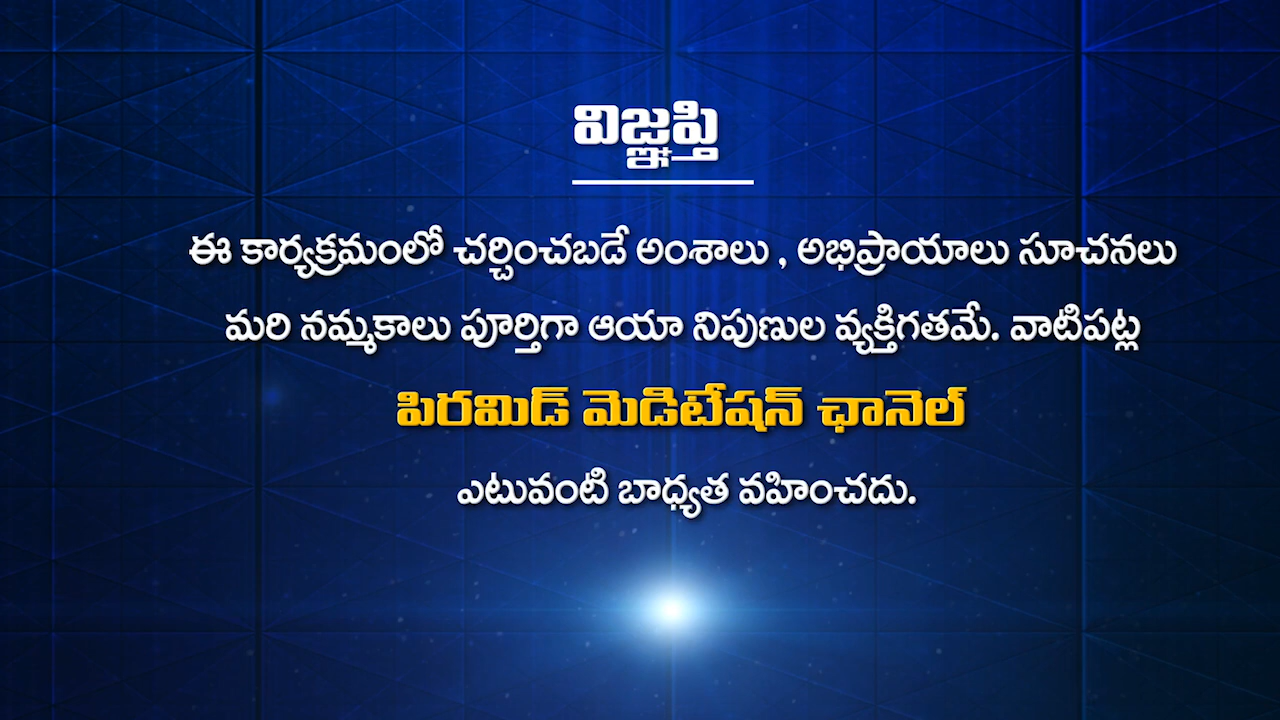 విజ్ఞప్తి
ఈ కార్యక్రమంలో చర్చించబడే అంశాలు , అభిప్రాయాలు సూచనలు
మరి నమ్మకాలు పూర్తిగా ఆయా నిపుణుల వ్యక్తిగతమే. వాటిపట్ల
పిరమిడ్ మెడిటేషన్ ఛానెల్
ఎటువంటి బాధ్యత వహించదు.